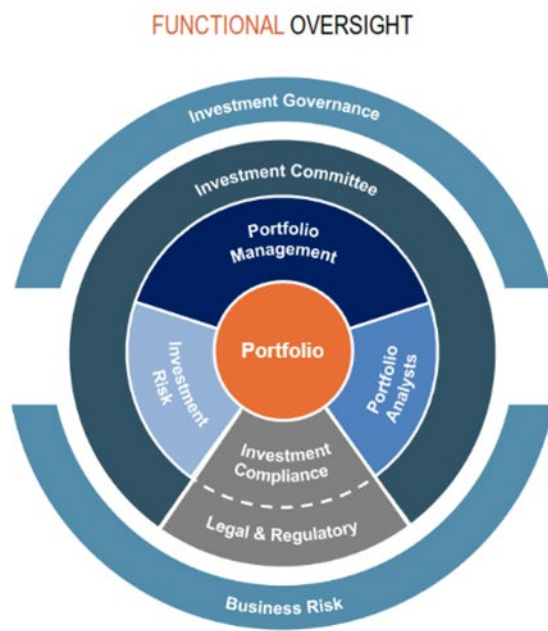 FUNCTIONAL OVERSIGHT
Investment Governance
Investment Committee
Portfolio
Management
Portfolio
Investment
Risk
Portfolio
Analysts
Investment
Compliance
Legal & Regulatory
Business Risk